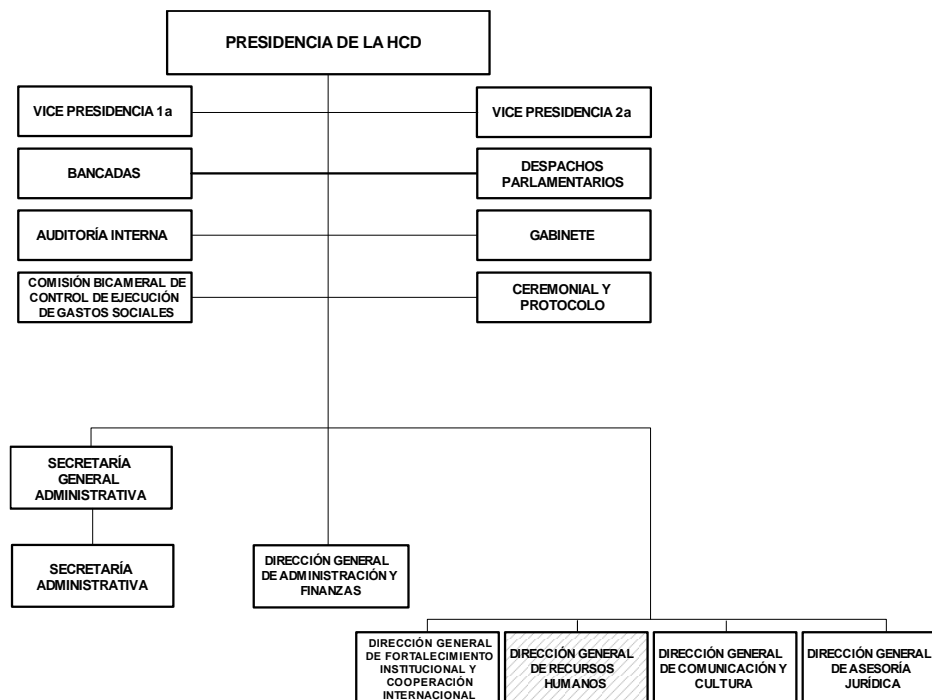 PRESIDENCIA DE LA HCD
VICE PRESIDENCIA 1a
VICE PRESIDENCIA 2a
BANCADAS
DESPACHOS
PARLAMENTARIOS
AUDITORÍA INTERNA
GABINETE
COMISIÓN BICAMERAL DE
CONTROL DE EJECUCIÓN
DE GASTOS SOCIALES
CEREMONIAL Y
PROTOCOLO
SECRETARÍA
GENERAL
ADMINISTRATIVA
SECRETARÍA
ADMINISTRATIVA
DIRECCIÓN GENERAL
DE ADMINISTRACIÓN Y
FINANZAS
DIRECCIÓN GENERAL
DE FORTALECIMIENTO
INSTITUCIONAL Y
COOPERACIÓN
INTERNACIONAL
DIRECCIÓN GENERAL
DE RECURSOS
HUMANOS
DIRECCIÓN GENERAL
DE COMUNICACIÓN Y
CULTURA
DIRECCIÓN GENERAL
DE ASESORÍA
JURÍDICA